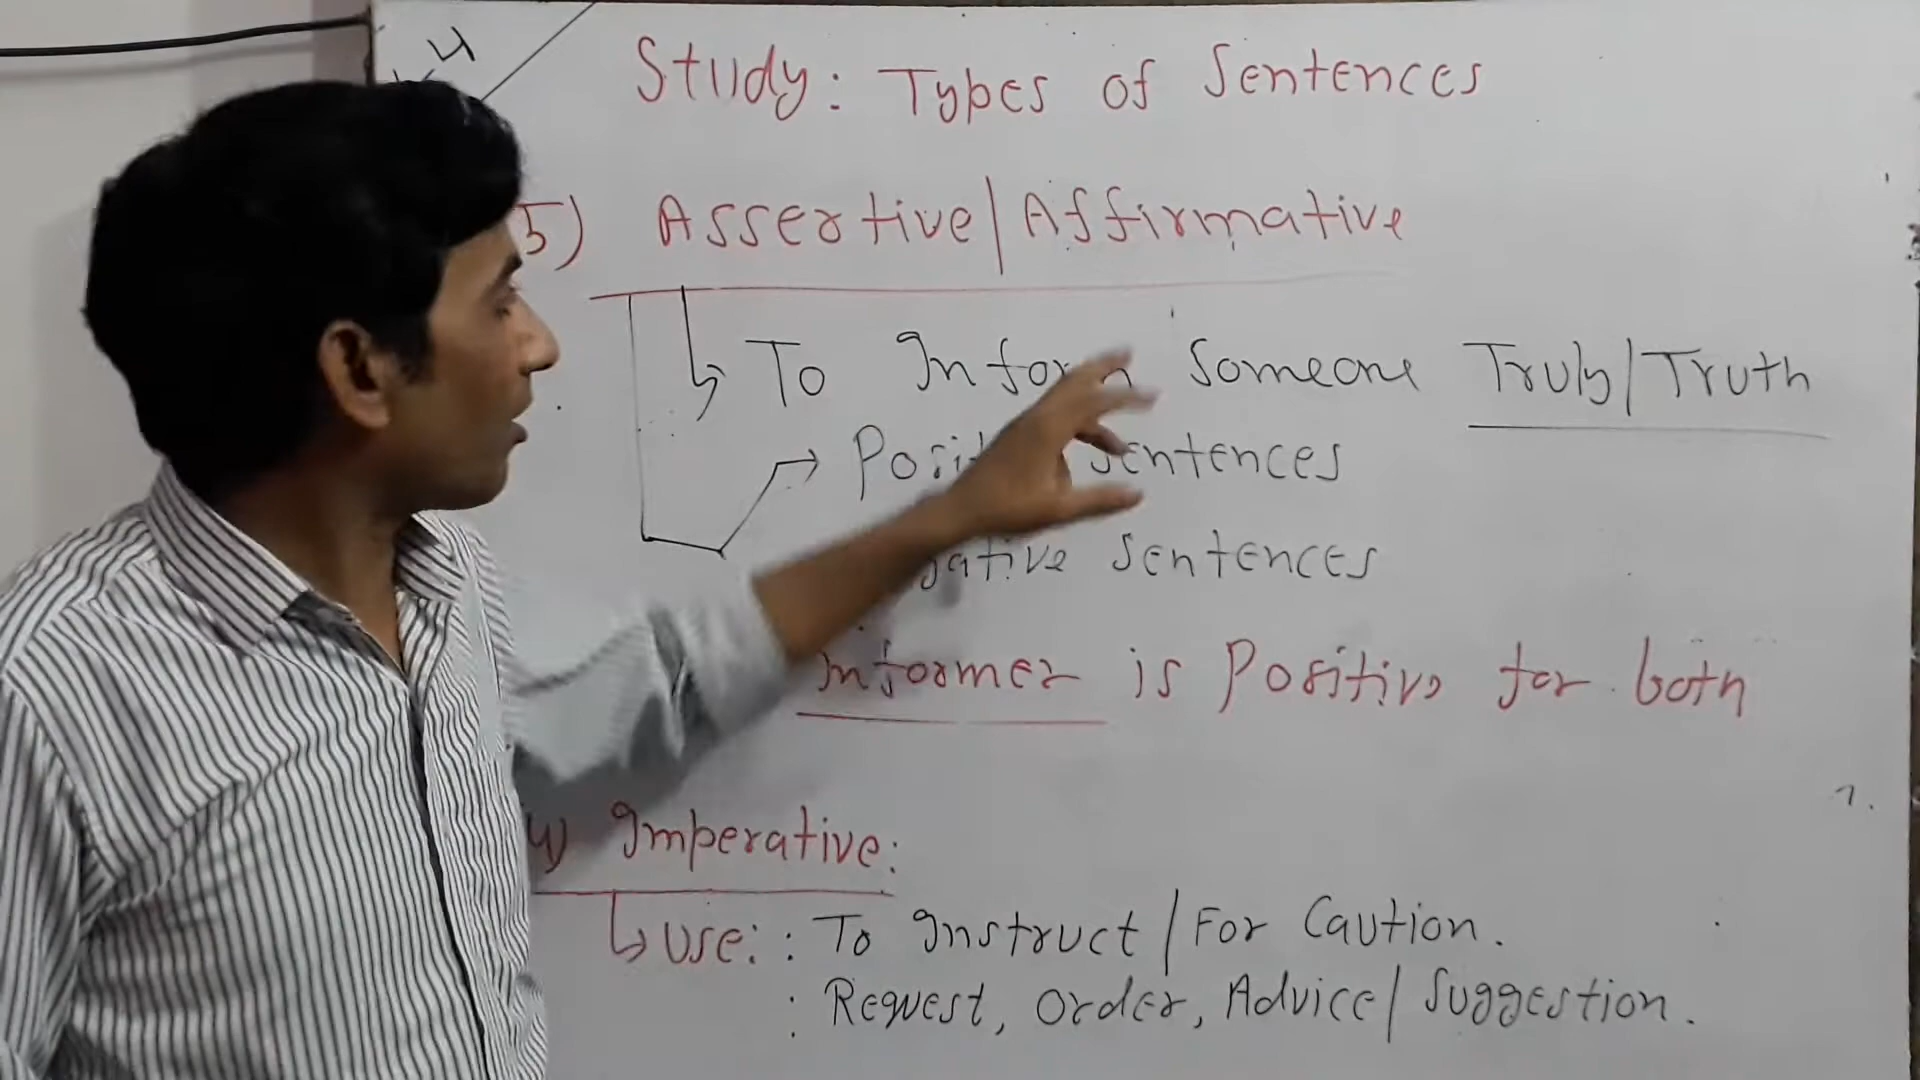 Study: Types of Sentences
5) Assertive/Affirmative
To Inform Someone Truly/Truth
Sentences
Sentences
informer is Positive for both
4) Imperative:
Use: : To Instruct / For Caution.
: Request, Order, Advice/ Suggestion.